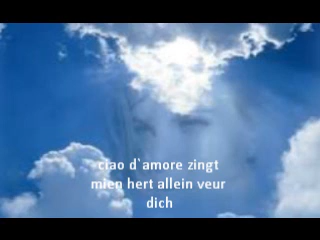 ciao d`amore zingt
mien hert allein veur
dich